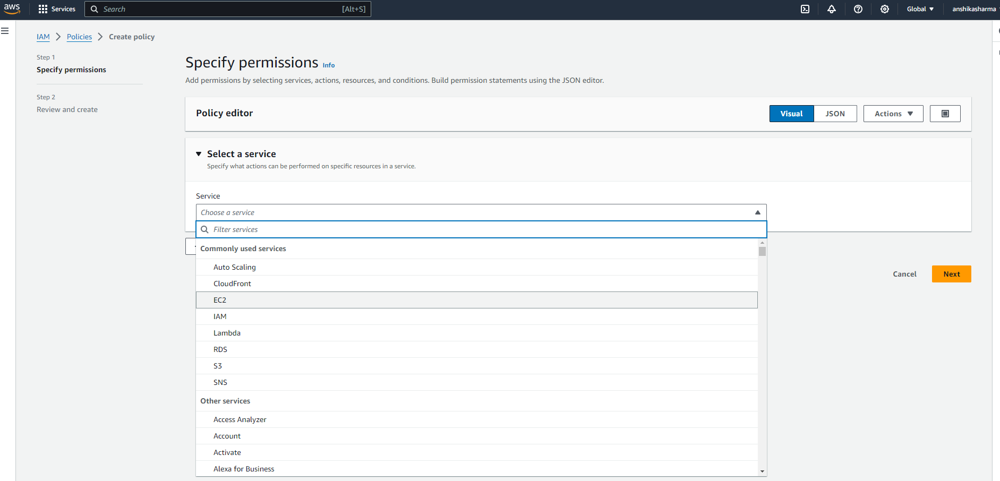 aws
Services
Search [Alt+S]
Global
anshikasharma
IAM
Policies
Create policy
Step 1
Specify permissions
Step 2
Review and create
Specify permissions Info
Add permissions by selecting services, actions, resources, and conditions. Build permission statements using the JSON editor.
Policy editor
Visual
JSON
Actions
Select a service
Specify what actions can be performed on specific resources in a service.
Service
Choose a service
Filter services
Commonly used services
Auto Scaling
CloudFront
EC2
IAM
Lambda
RDS
S3
SNS
Other services
Access Analyzer
Account
Activate
Alexa for Business
Cancel
Next